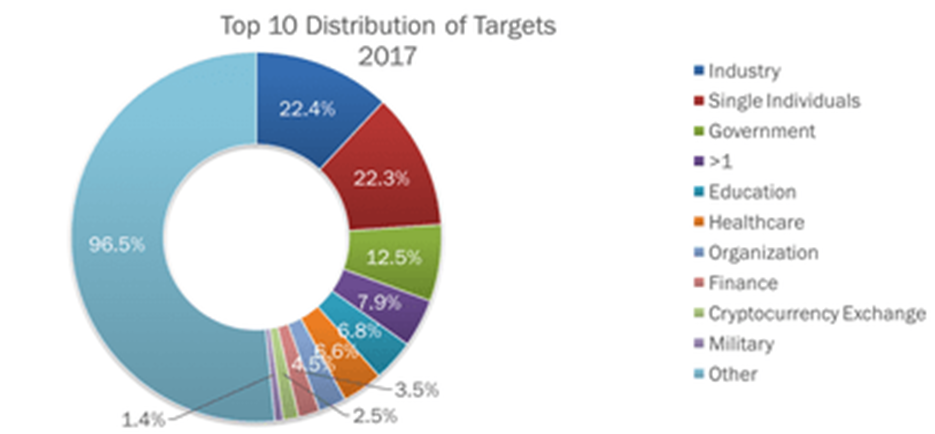 Top 10 Distribution of Targets
2017
22.4%
22.3%
12.5%
7.9%
6.8%
6.6%
4.5%
3.5%
2.5%
1.4%
96.5%
Industry
Single Individuals
Government
>1
Education
Healthcare
Organization
Finance
Cryptocurrency Exchange
Military
Other